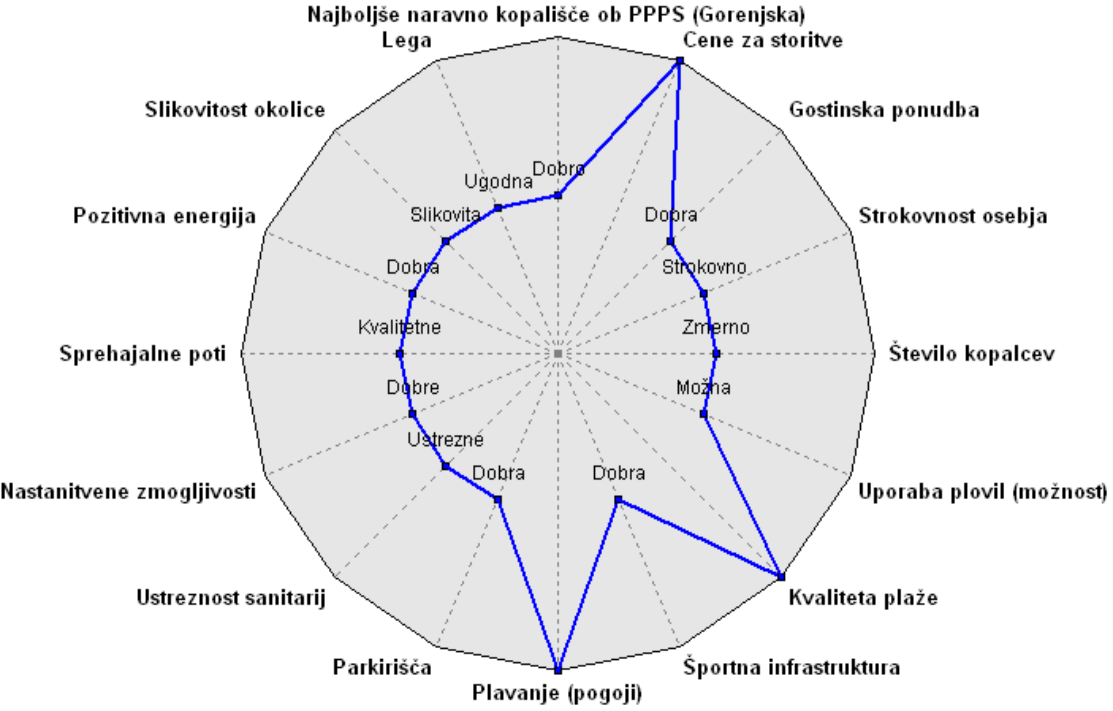 Najboljše naravno kopališče ob PPPS (Gorenjska)
Lega
Cene za storitve
Slikovitost okolice
Gostinska ponudba
Dobro
Ugodna
Slikovita
Dobra
Pozitivna energija
Strokovnost osebja
Dobra
Strokovno
Kvalitetne
Zmerno
Sprehajalne poti
Število kopalcev
Dobre
Možna
Ustrezne
Dobra
Dobra
Nastanitvene zmogljivosti
Uporaba plovil (možnost)
Ustreznost sanitarij
Kvaliteta plaže
Parkirišča
Športna infrastruktura
Plavanje (pogoji)